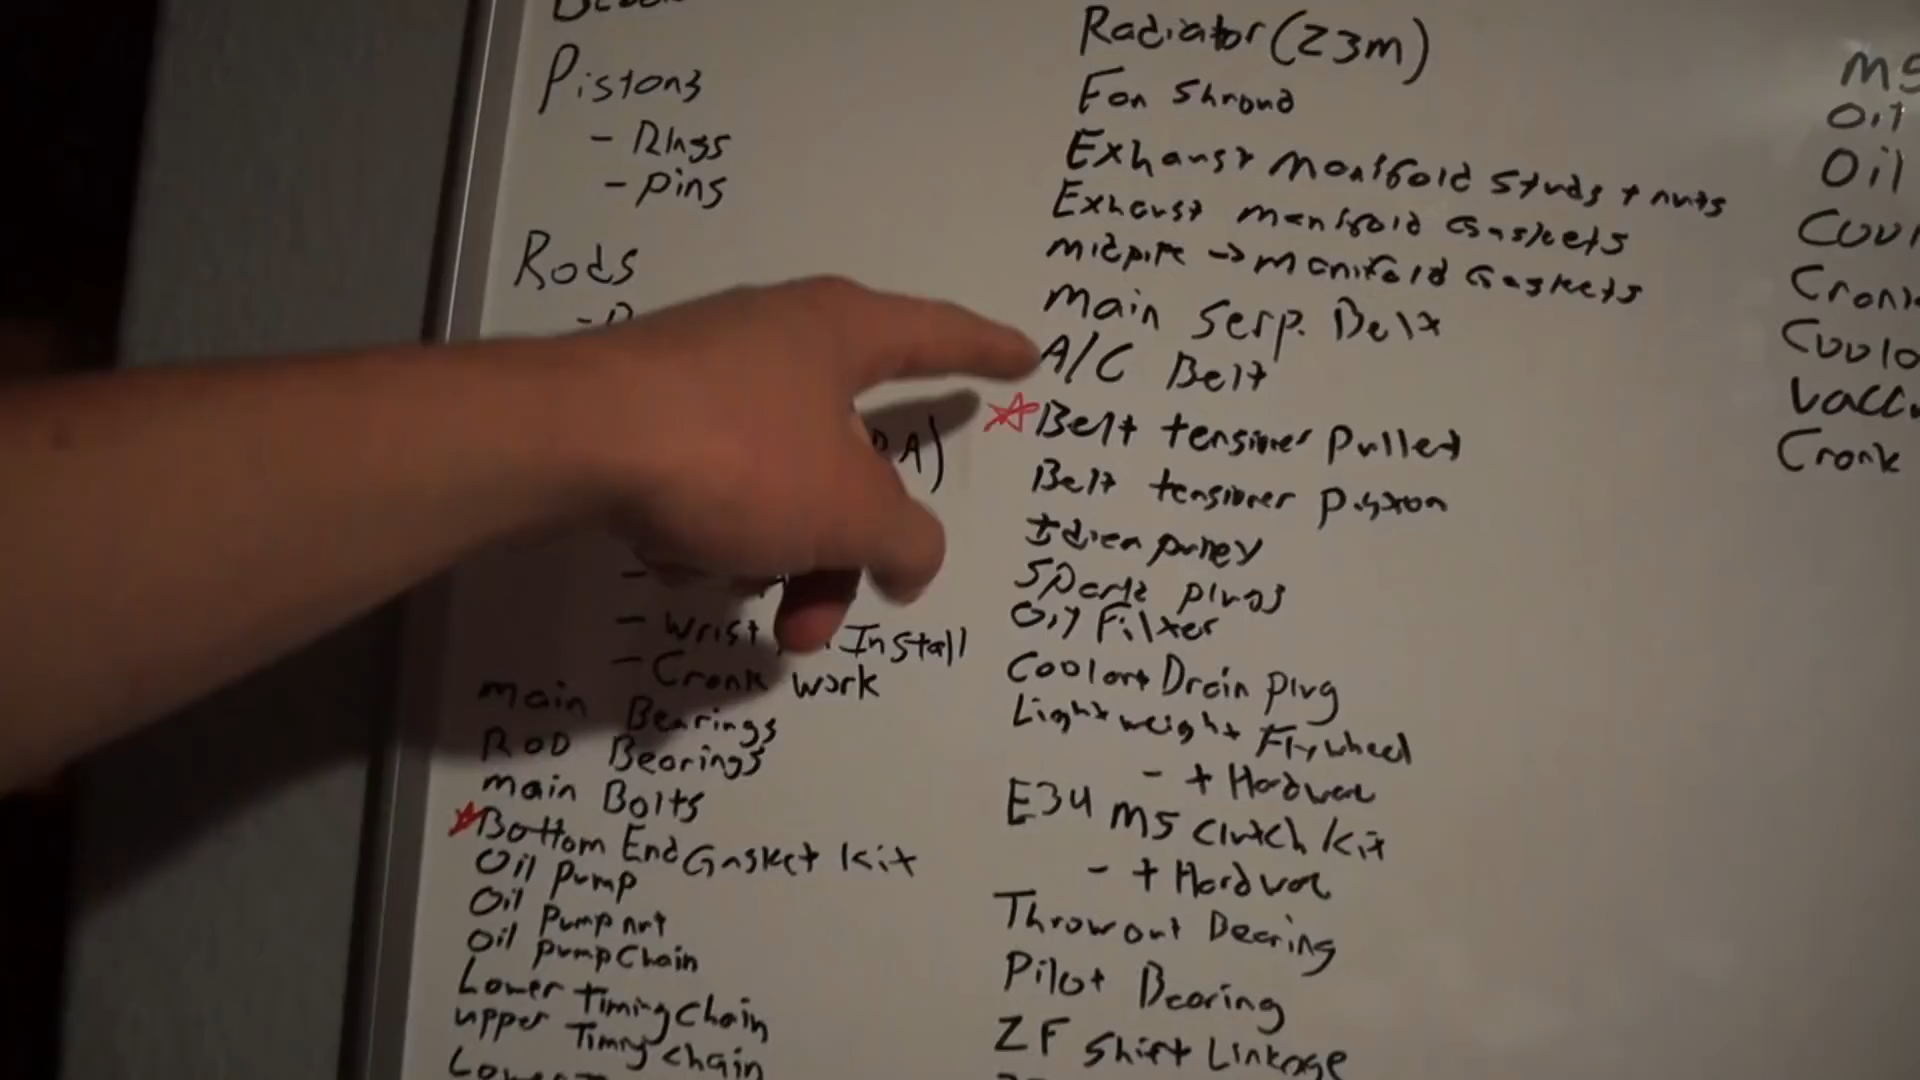 Pistons
- Rings
- Pins
Rods
A)
- Wrist Install
- Cronk work
main Bearings
ROD Bearings
main Bolts
Bottom End Gasket Kit
Oil Pump
Oil Pump nut
Oil Pump Chain
Lower Timing Chain
upper Timing chain
Radiator (Z3m)
Fan Shroud
Exhaust manifold studs + nuts
Exhaust manifold Gaskets
midpipe → manifold Gaskets
main Serp. Belt
A/C Belt
Belt tensioner Pulley
Belt tensioner Piston
Idler pulley
Spark plugs
Oil Filter
Coolant Drain Plug
Lightweight Flywheel
- + Hardware
E34 M5 Clutch Kit
- + Hardware
Throwout Bearing
Pilot Bearing
ZF Shift Linkage
M5
Oil
Oil
Cronk